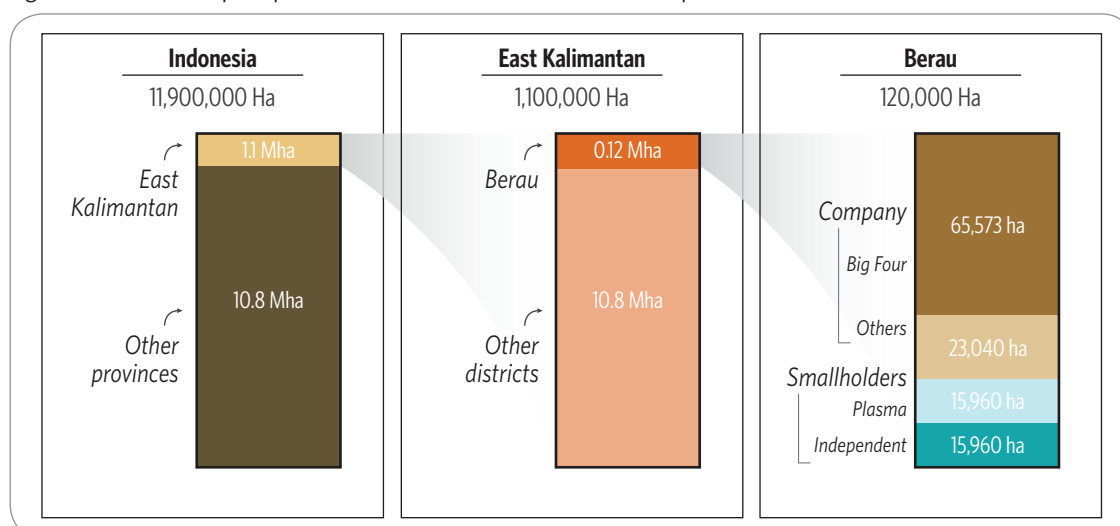 Indonesia
11,900,000 Ha
1.1 Mha
East
Kalimantan
10.8 Mha
Other
provinces
East Kalimantan
1,100,000 Ha
0.12 Mha
Berau
10.8 Mha
Other
districts
Berau
120,000 Ha
Company
65,573 ha
Big Four
Others
23,040 ha
Smallholders
Plasma
15,960 ha
Independent
15,960 ha